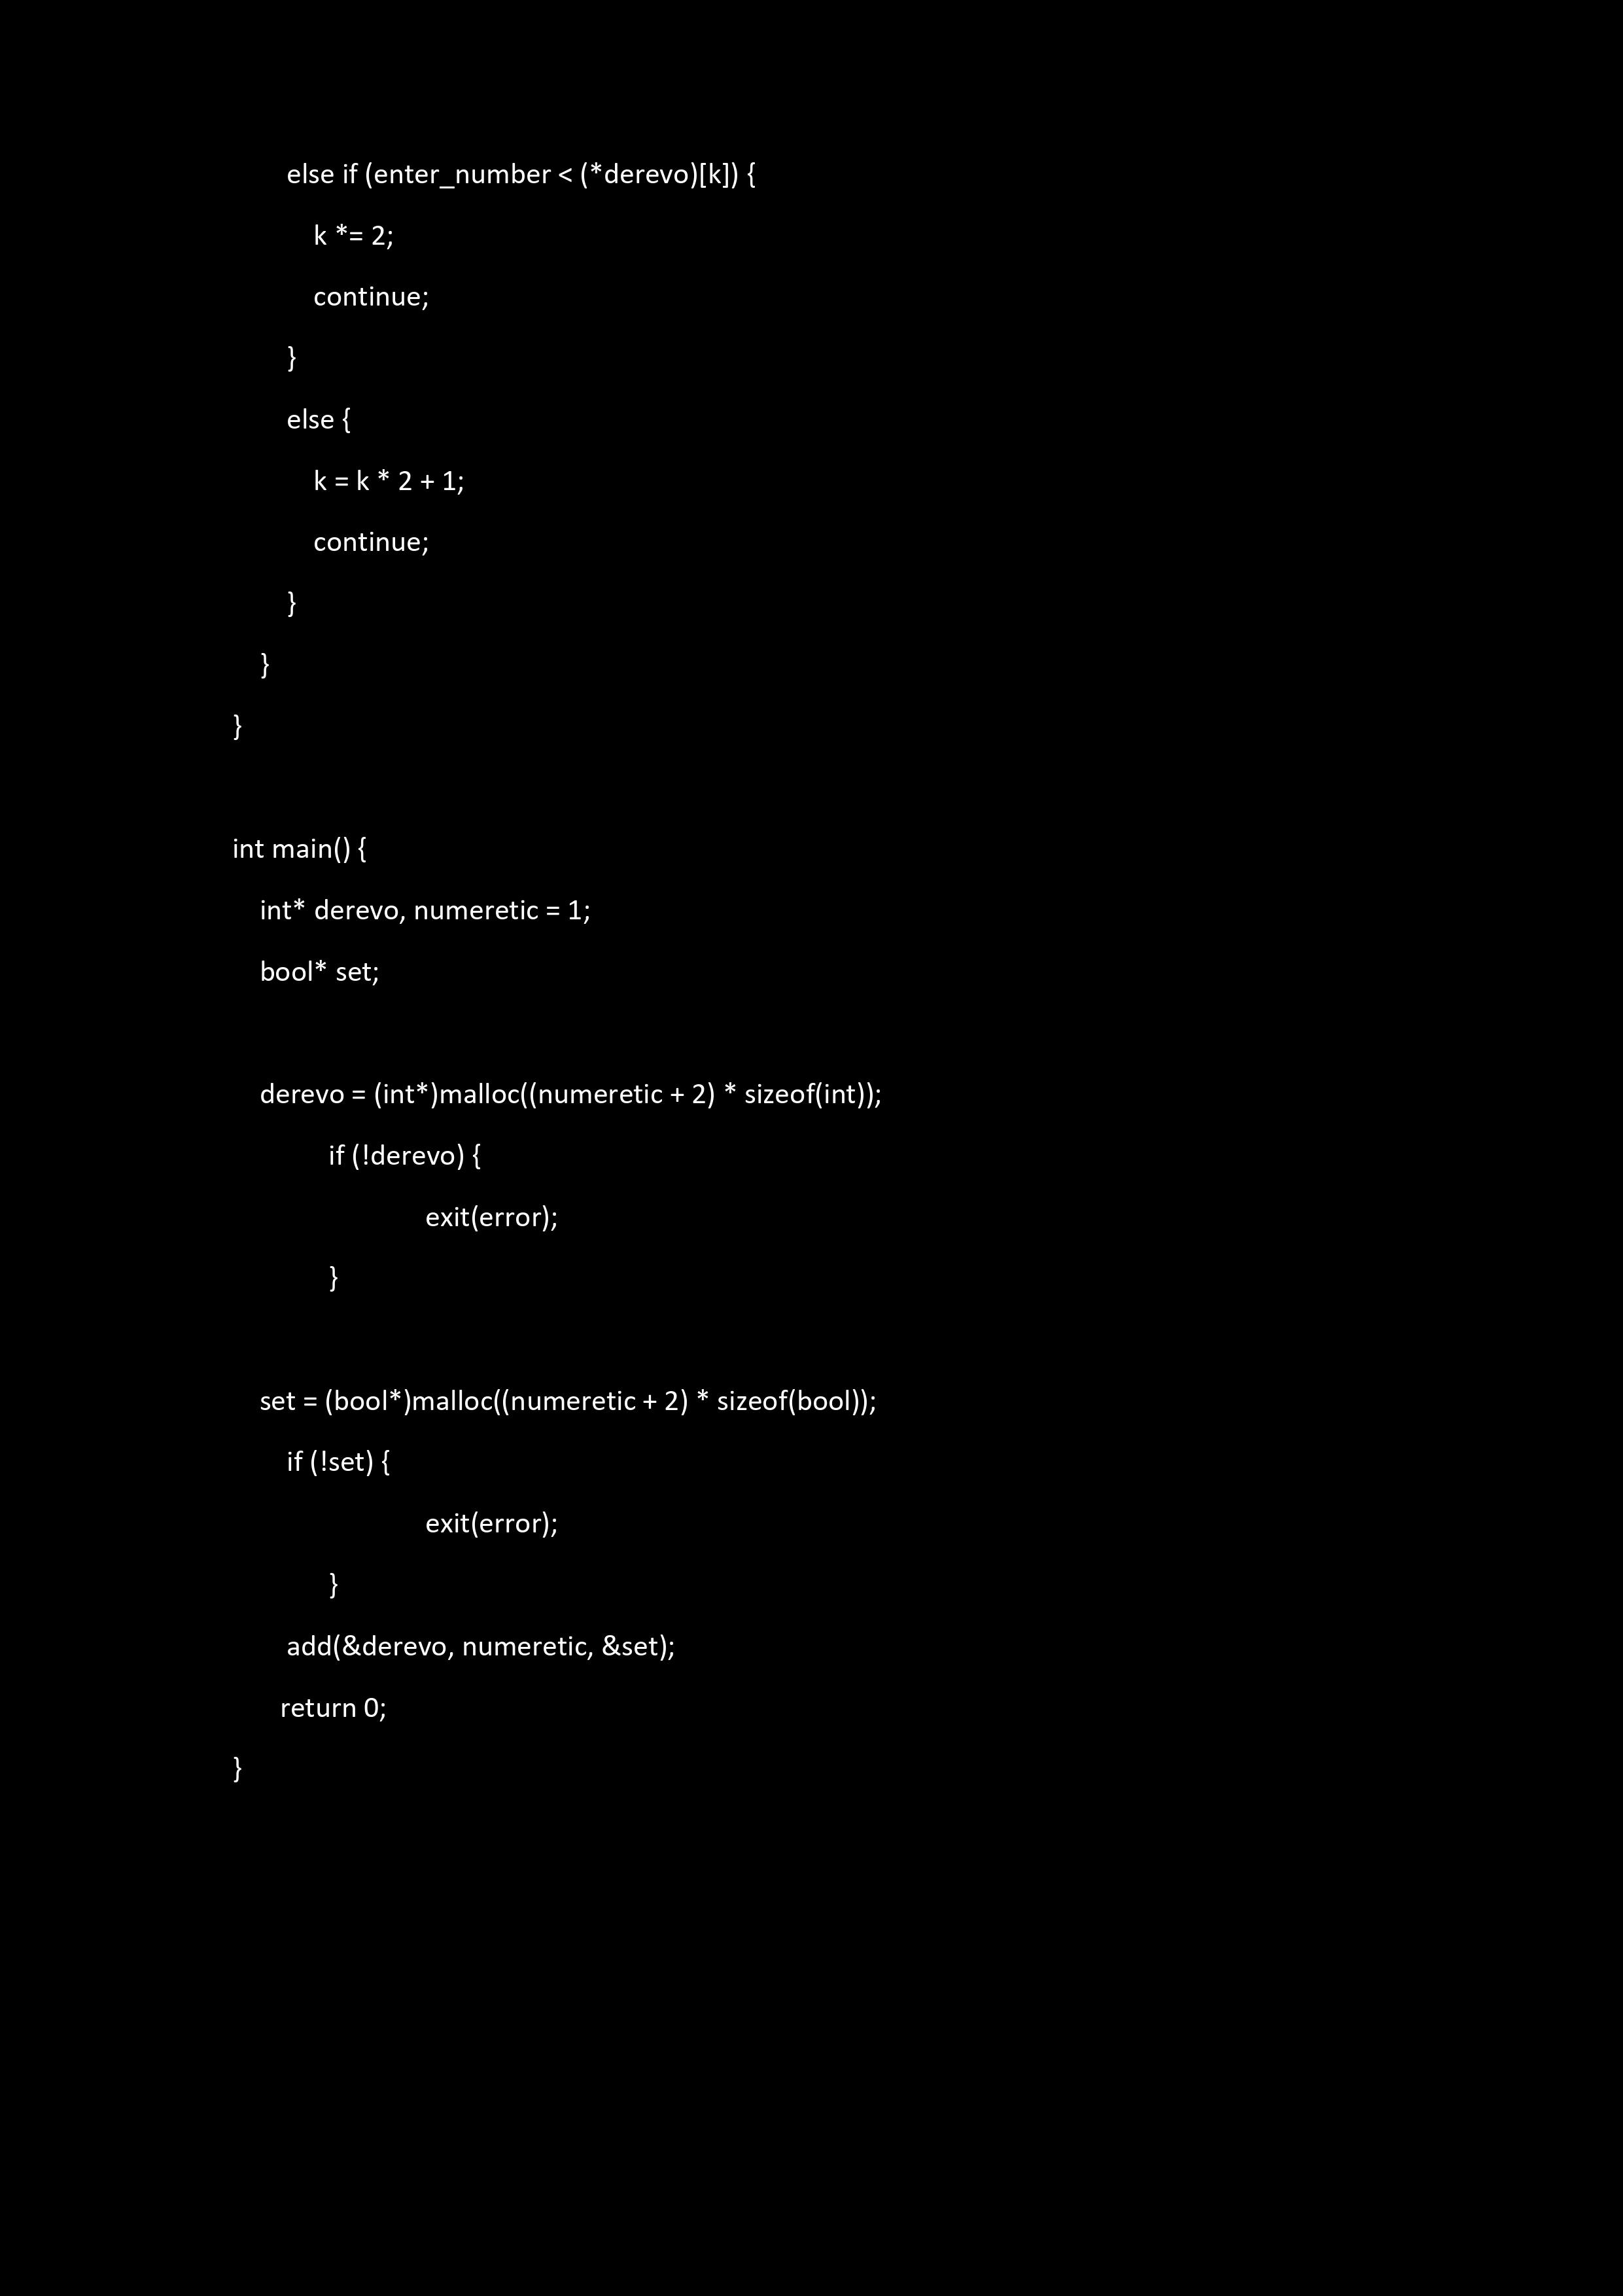 else if (enter_number < (*derevo)[k]) {
k *= 2;
continue;
}
else {
k = k * 2 + 1;
continue;
}
}
}
int main() {
int* derevo, numeretic = 1;
bool* set;
derevo = (int*)malloc((numeretic + 2) * sizeof(int));
if (!derevo) {
exit(error);
}
set = (bool*)malloc((numeretic + 2) * sizeof(bool));
if (!set) {
exit(error);
}
add(&derevo, numeretic, &set);
return 0;
}